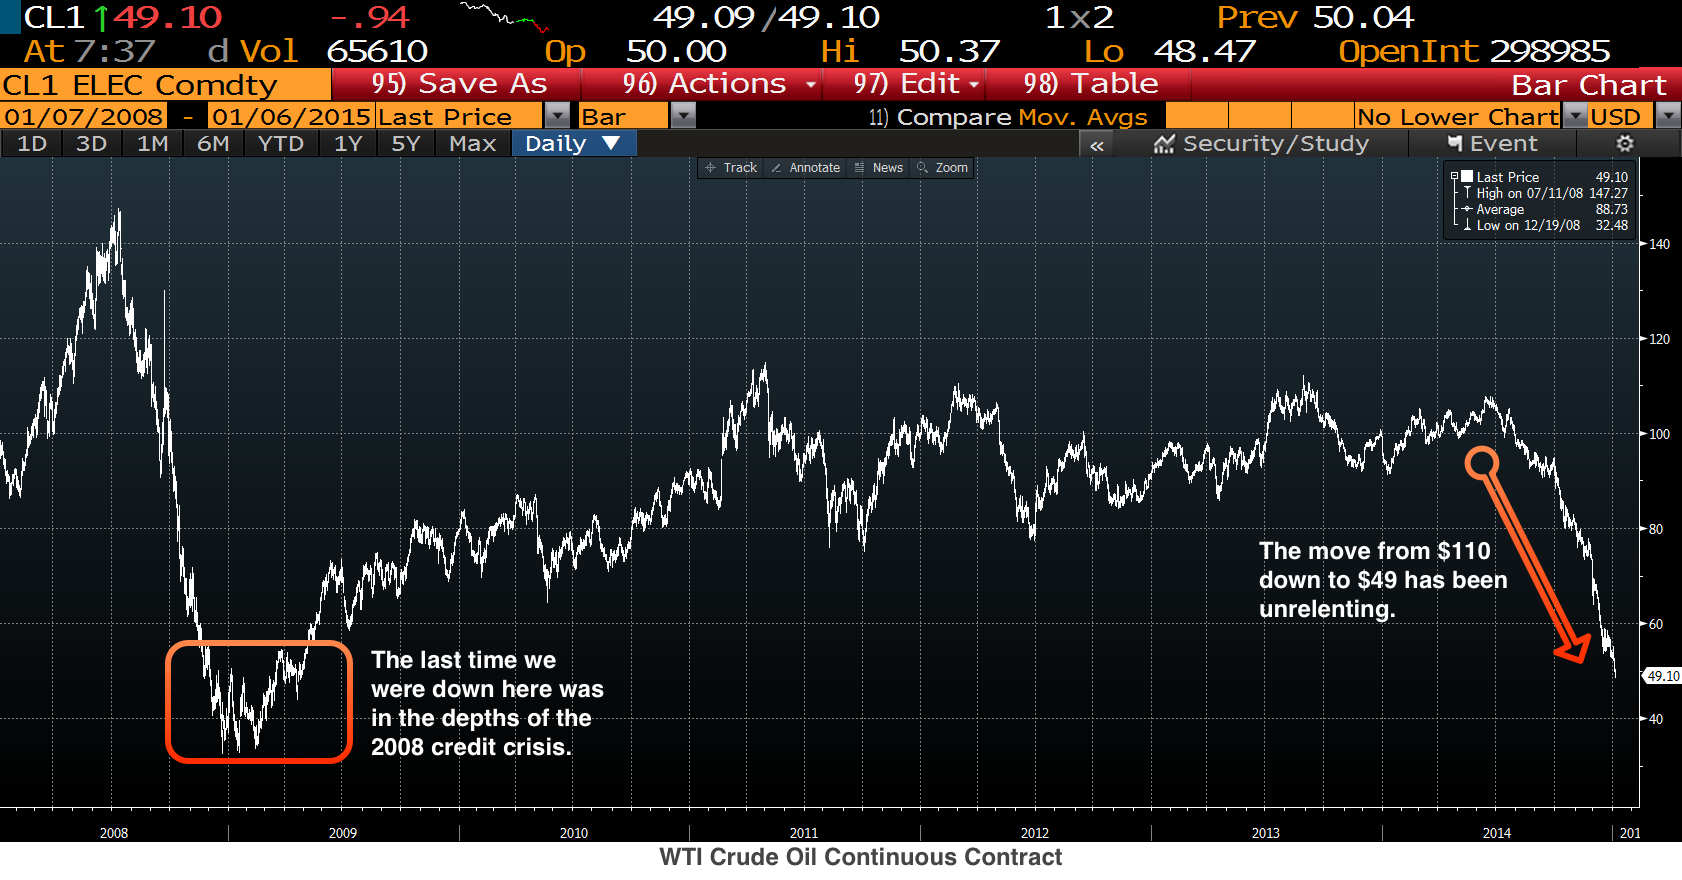 CL1 ↑49.10 -.94 49.09/49.10 1x2 Prev 50.04
At 7:37 d Vol 65610 Op 50.00 Hi 50.37 Lo 48.47 OpenInt 298985
CL1 ELEC Comdty 95) Save As 96) Actions 97) Edit 98) Table Bar Chart
01/07/2008 - 01/06/2015 Last Price Bar 11) Compare Mov. Avgs No Lower Chart USD
1D 3D 1M 6M YTD 1Y 5Y Max Daily ▼ « Security/Study Event
Track Annotate News Zoom
Last Price 49.10
High on 07/11/08 147.27
Average 88.73
Low on 12/19/08 32.48
140
120
100
80
60
49.10
40
The move from $110
down to $49 has been
unrelenting.
The last time we
were down here was
in the depths of the
2008 credit crisis.
2008 2009 2010 2011 2012 2013 2014 201
WTI Crude Oil Continuous Contract